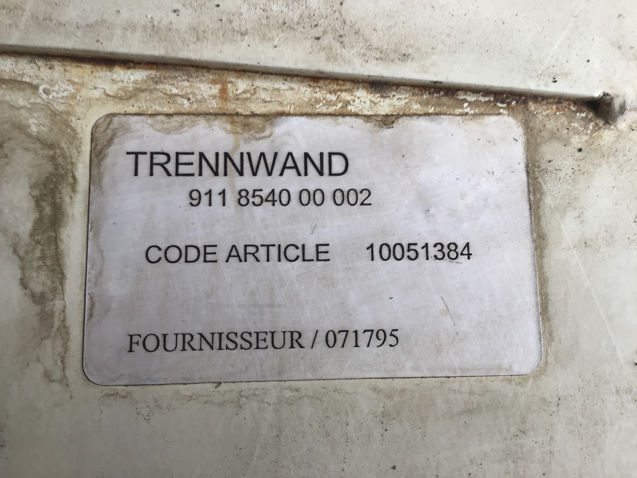 TRENNWAND
911 8540 00 002
CODE ARTICLE 10051384
FOURNISSEUR / 071795